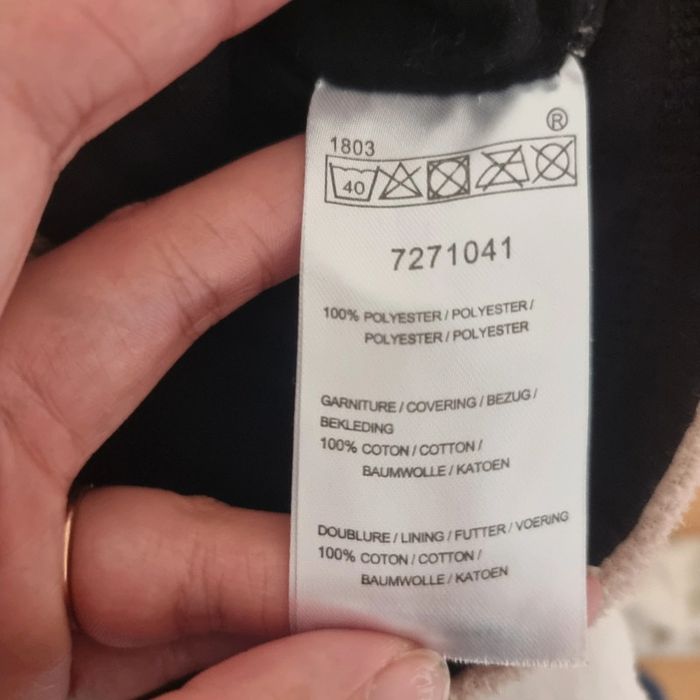 ®
1803
40
7271041
100% POLYESTER / POLYESTER /
POLYESTER / POLYESTER
GARNITURE / COVERING / BEZUG /
BEKLEDING
100% COTON / COTTON /
BAUMWOLLE / KATOEN
DOUBLURE / LINING / FUTTER / VOERING
100% COTON / COTTON /
BAUMWOLLE / KATOEN